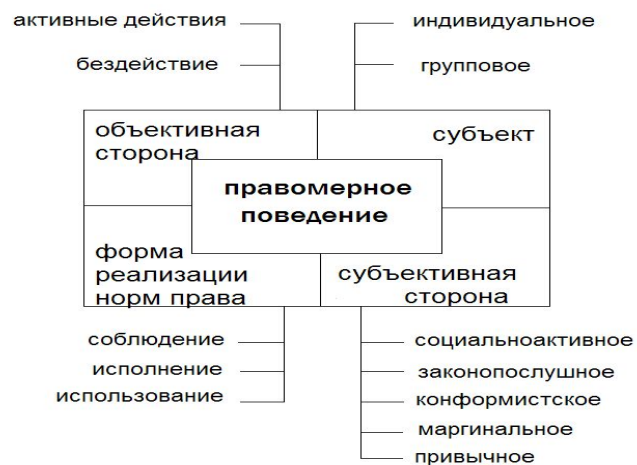 активные действия
бездействие
индивидуальное
групповое
объективная
сторона
субъект
правомерное
поведение
форма
реализации
норм права
субъективная
сторона
соблюдение
исполнение
использование
социальноактивное
законопослушное
конформистское
маргинальное
привычное